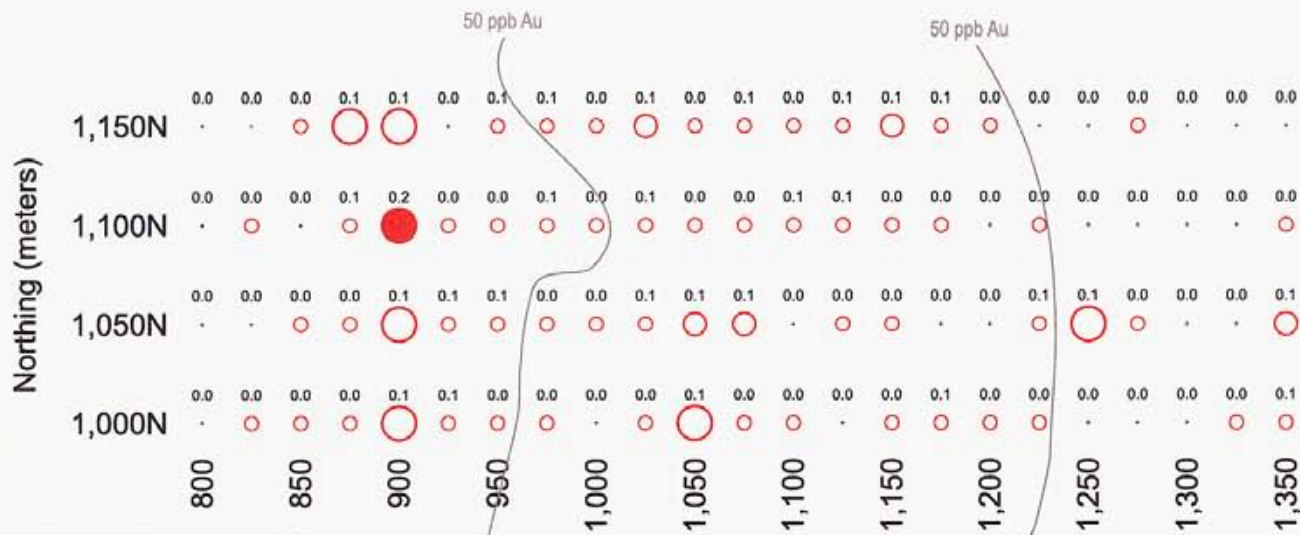 50 ppb Au
50 ppb Au
0.0 0.0 0.0 0.1 0.1 0.0 0.1 0.1 0.0 0.1 0.0 0.1 0.0 0.1 0.1 0.1 0.0 0.0 0.0 0.0 0.0 0.0 0.0
1,150N
0.0 0.0 0.0 0.1 0.2 0.0 0.0 0.1 0.0 0.1 0.0 0.0 0.1 0.1 0.0 0.0 0.0 0.0 0.0 0.0 0.0 0.0 0.0
1,100N
0.0 0.0 0.0 0.0 0.1 0.1 0.1 0.0 0.0 0.1 0.1 0.1 0.0 0.0 0.0 0.0 0.0 0.1 0.1 0.0 0.0 0.0 0.1
1,050N
0.0 0.0 0.0 0.0 0.1 0.1 0.0 0.0 0.0 0.0 0.1 0.0 0.0 0.0 0.0 0.1 0.0 0.0 0.0 0.0 0.0 0.0 0.1
1,000N
Northing (meters)
800 850 900 950 1,000 1,050 1,100 1,150 1,200 1,250 1,300 1,350